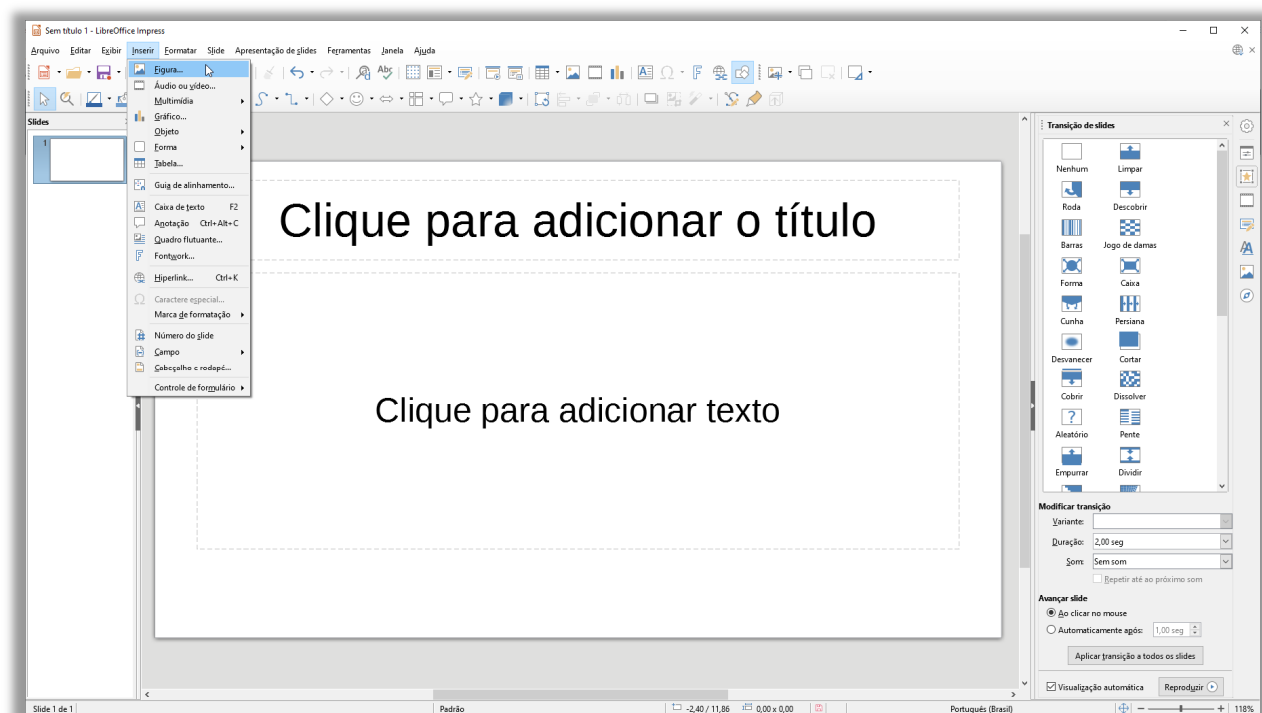 Sem título 1 - LibreOffice Impress
Arquivo Editar Exibir Inserir Formatar Slide Apresentação de slides Ferramentas Janela Ajuda
Figura...
Áudio ou vídeo...
Multimídia
Gráfico...
Objeto
Forma
Tabela...
Guia de alinhamento...
Caixa de texto F2
Anotação Ctrl+Alt+C
Quadro flutuante...
Fontwork...
Hiperlink... Ctrl+K
Caractere especial...
Marca de formatação
Número do slide
Campo
Cabeçalho e rodapé...
Controle de formulário
Slides
1
Clique para adicionar o título
Clique para adicionar texto
Transição de slides
Nenhum Limpar
Roda Descobrir
Barras Jogo de damas
Forma Caixa
Cunha Persiana
Desvanecer Cortar
Cobrir Dissolver
Aleatório Pente
Empurrar Dividir
Modificar transição
Variante:
Duração: 2,00 seg
Som: Sem som
Repetir até ao próximo som
Avançar slide
Ao clicar no mouse
Automaticamente após: 1,00 seg
Aplicar transição a todos os slides
Visualização automática Reproduzir
Slide 1 de 1 Padrão -2,40 / 11,86 0,00 x 0,00 Português (Brasil) 118%